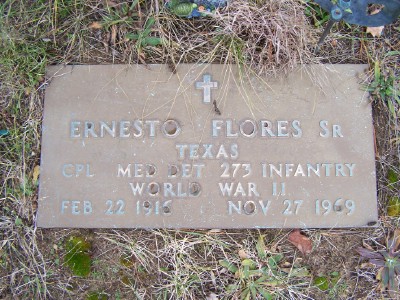 ERNESTO FLORES SR
TEXAS
CPL MED DET 273 INFANTRY
WORLD WAR II
FEB 22 1916 NOV 27 1969